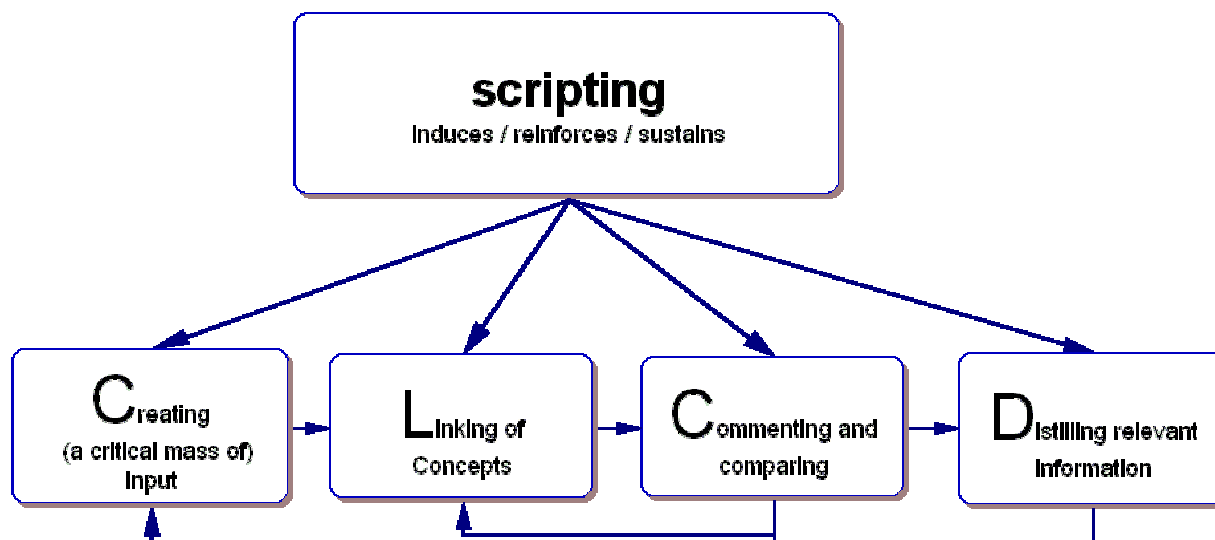 scripting
induces / reinforces / sustains
Creating
(a critical mass of)
input
Linking of
Concepts
Commenting and
comparing
Distilling relevant
information